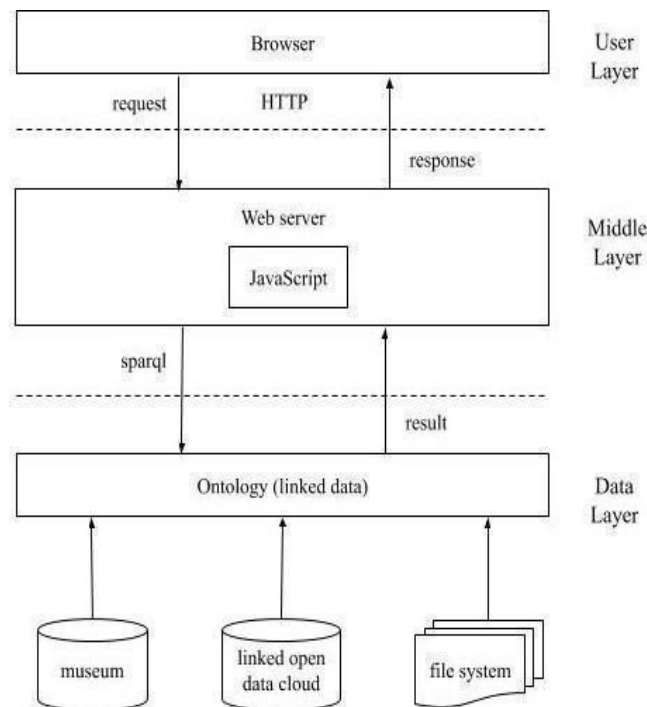 Browser
User
Layer
request
HTTP
response
Web server
JavaScript
Middle
Layer
sparql
result
Ontology (linked data)
Data
Layer
museum
linked open
data cloud
file system